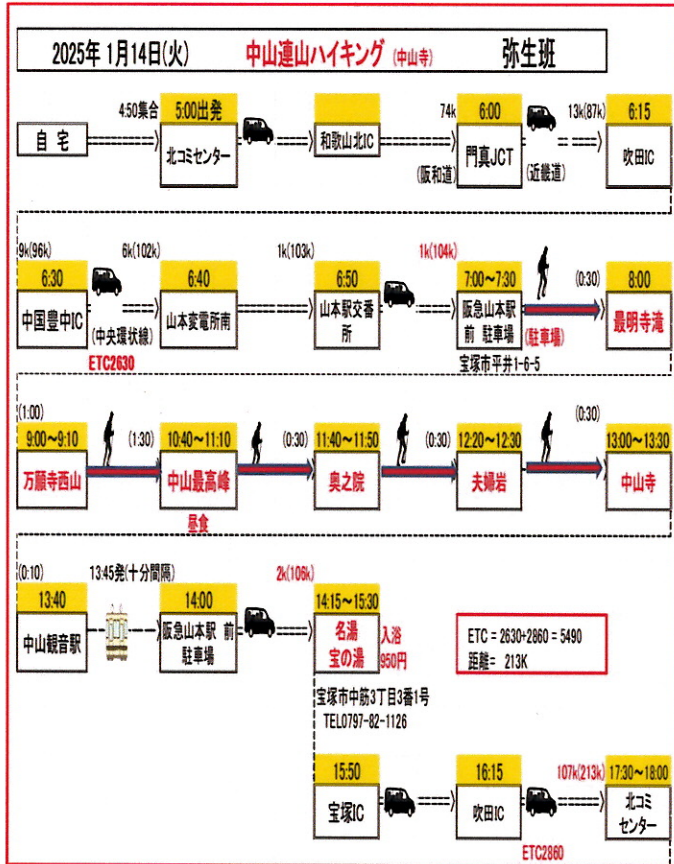 2025年 1月14日(火) 中山連山ハイキング (中山寺) 弥生班
自 宅
4:50集合
5:00出発
北コミセンター
和歌山北IC
74k
(阪和道)
6:00
門真JCT
13k(87k)
(近畿道)
6:15
吹田IC
9k(96k)
6:30
中国豊中IC
6k(102k)
(中央環状線)
ETC2630
6:40
山本変電所南
1k(103k)
6:50
山本駅交番
所
1k(104k)
7:00～7:30
阪急山本駅
前 駐車場
宝塚市平井1-6-5
(0:30)
(駐車場)
8:00
最明寺滝
(1:00)
9:00～9:10
万願寺西山
(1:30)
10:40～11:10
中山最高峰
昼食
(0:30)
11:40～11:50
奥之院
(0:30)
12:20～12:30
夫婦岩
(0:30)
13:00～13:30
中山寺
(0:10)
13:40
中山観音駅
13:45発(十分間隔)
14:00
阪急山本駅 前
駐車場
2k(106k)
14:15～15:30
名湯
宝の湯
入浴
950円
宝塚市中筋3丁目3番1号
TEL0797-82-1126
ETC = 2630+2860 = 5490
距離= 213K
15:50
宝塚IC
16:15
吹田IC
107k(213k)
ETC2860
17:30～18:00
北コミ
センター